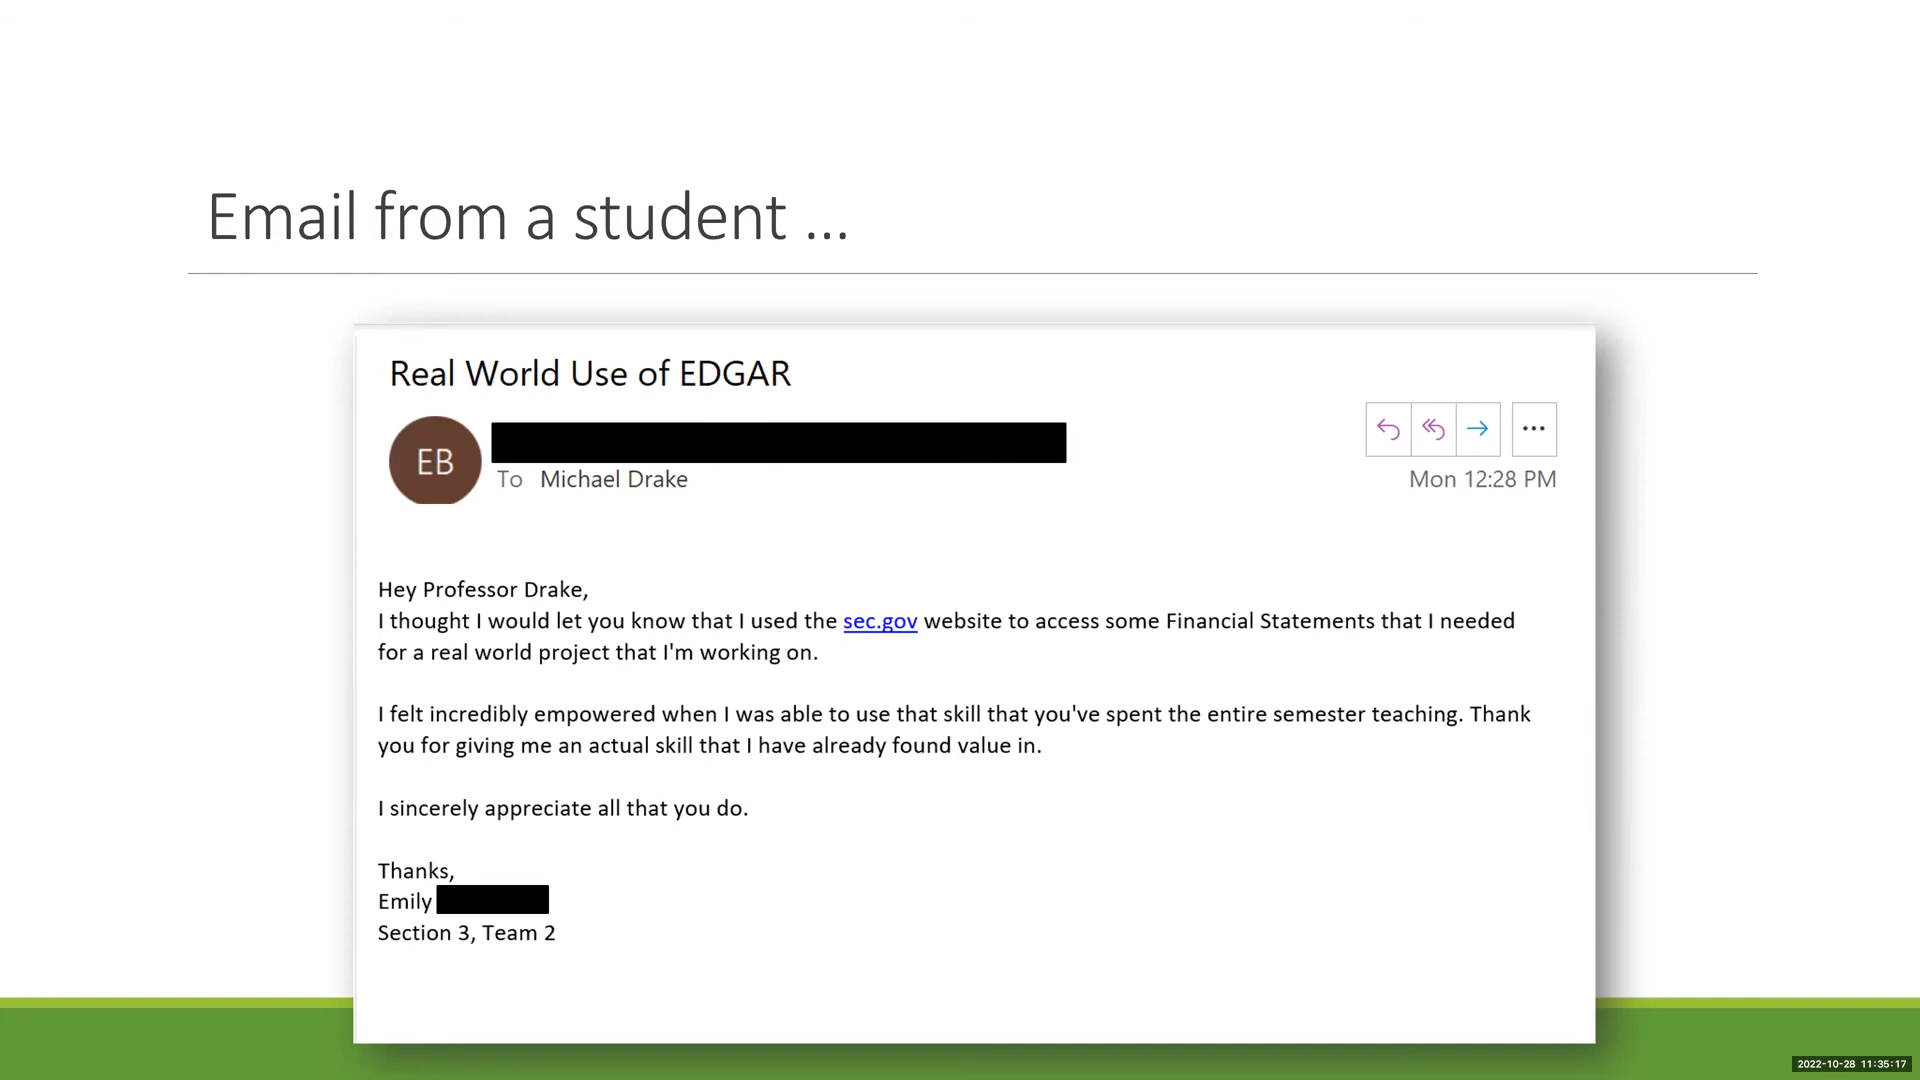 Email from a student ...
Real World Use of EDGAR
EB
To Michael Drake
Mon 12:28 PM
Hey Professor Drake,
I thought I would let you know that I used the sec.gov website to access some Financial Statements that I needed
for a real world project that I'm working on.
I felt incredibly empowered when I was able to use that skill that you've spent the entire semester teaching. Thank
you for giving me an actual skill that I have already found value in.
I sincerely appreciate all that you do.
Thanks,
Emily
Section 3, Team 2
2022-10-28 11:35:17